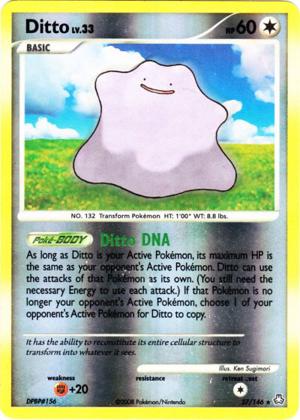 Ditto LV.33
HP 60
BASIC
NO. 132 Transform Pokémon HT: 1'00" WT: 8.8 lbs.
Poké-BODY Ditto DNA
As long as Ditto is your Active Pokémon, its maximum HP is
the same as your opponent's Active Pokémon. Ditto can use
the attacks of that Pokémon as its own. (You still need the
necessary Energy to use each attack.) If that Pokémon is no
longer your opponent's Active Pokémon, choose 1 of your
opponent's Active Pokémon for Ditto to copy.
It has the ability to reconstitute its entire cellular structure to
transform into whatever it sees.
Illus. Ken Sugimori
weakness
resistance
retreat cost
+20
DPBP#156
©2008 Pokémon/Nintendo
37/146 ★